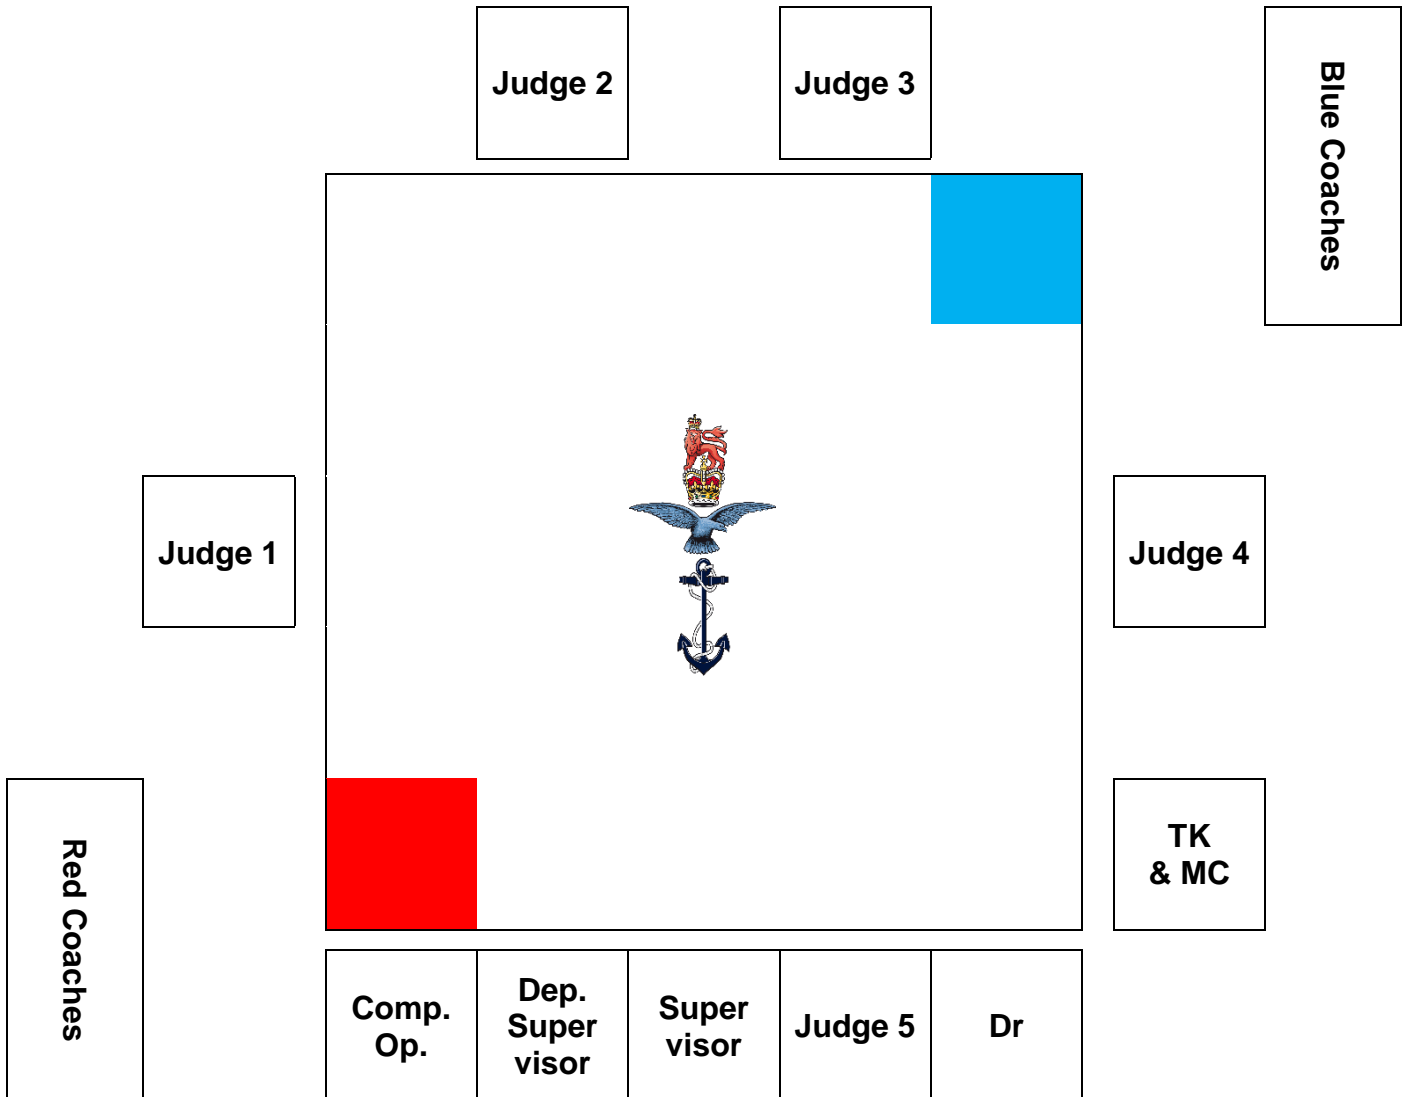 Judge 2
Judge 3
Blue Coaches
Judge 1
Judge 4
Red Coaches
TK
& MC
Comp.
Op.
Dep.
Super
visor
Super
visor
Judge 5
Dr